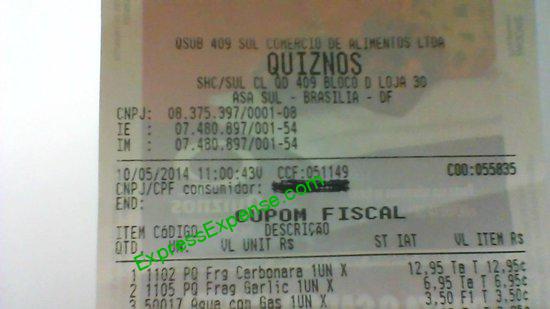 QSUB 409 SUL COMERCIO DE ALIMENTOS LTDA
QUIZNOS
SHC/SUL CL QD 409 BLOCO D LOJA 30
ASA SUL - BRASILIA - DF
CNPJ: 08.375.397/0001-08
IE : 07.480.897/001-54
IM : 07.480.897/001-54
10/05/2014 11:00:43V CCF:051149 COO:055835
CNPJ/CPF consumidor:
END:
CUPOM FISCAL
ITEM CóDIGO DESCRIçãO
QTD. UN. VL UNIT R$ ST IAT VL ITEM R$
1 1102 PQ Frg Carbonara 1UN X 12,95 Ta T 12,95¢
2 1105 PQ Frag Garlic 1UN X 6,95 Ta T 6,95¢
3 50017 Agua com Gas 1UN X 3,50 F1 T 3,50¢
ExpressExpense.com